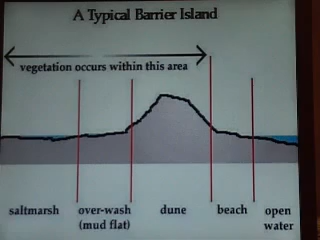 A Typical Barrier Island
vegetation occurs within this area
saltmarsh over-wash dune beach open
(mud flat) water